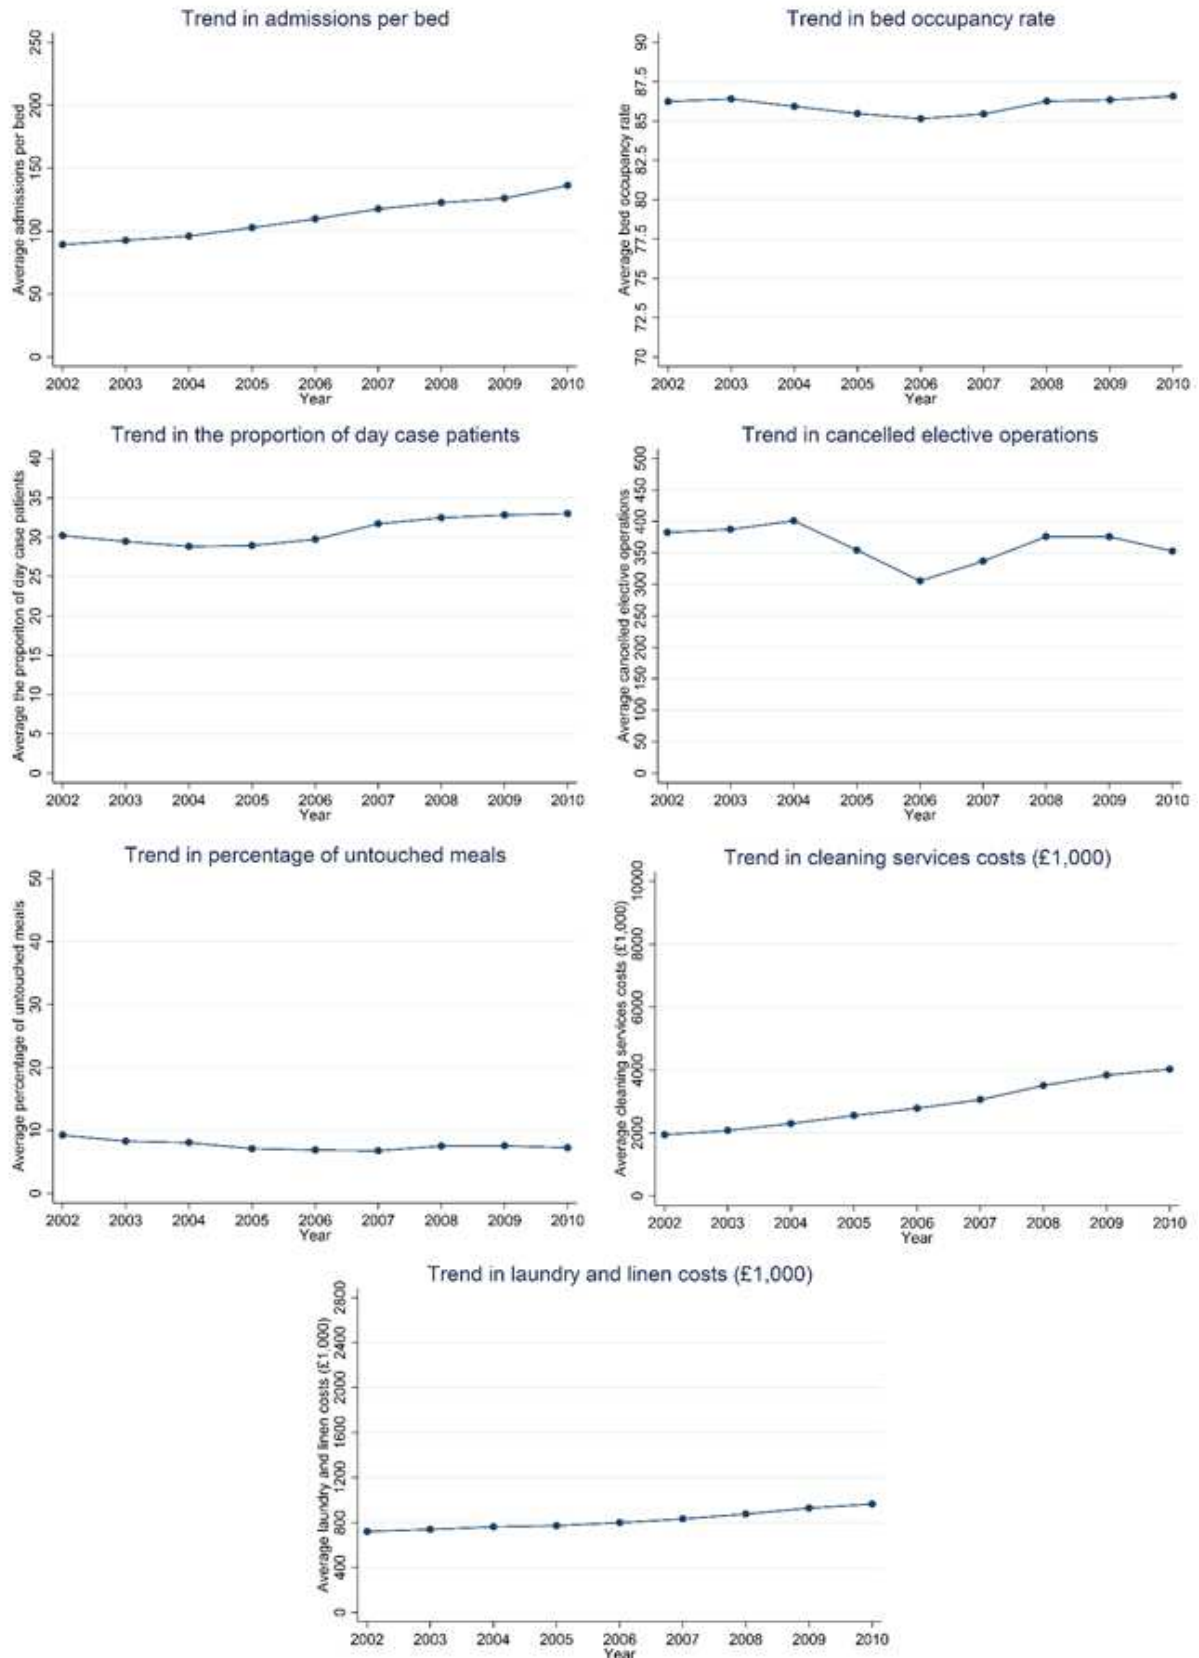 Trend in admissions per bed
Average admissions per bed
250
200
150
100
50
0
2002 2003 2004 2005 2006 2007 2008 2009 2010
Year
Trend in bed occupancy rate
Average bed occupancy rate
90
87.5
85
82.5
80
77.5
75
72.5
70
2002 2003 2004 2005 2006 2007 2008 2009 2010
Year
Trend in the proportion of day case patients
Average the proporiton of day case patients
40
35
30
25
20
15
10
5
0
2002 2003 2004 2005 2006 2007 2008 2009 2010
Year
Trend in cancelled elective operations
Average cancelled elective operations
500
450
400
350
300
250
200
150
100
50
0
2002 2003 2004 2005 2006 2007 2008 2009 2010
Year
Trend in percentage of untouched meals
Average percentage of untouched meals
50
40
30
20
10
0
2002 2003 2004 2005 2006 2007 2008 2009 2010
Year
Trend in cleaning services costs (£1,000)
Average cleaning services costs (£1,000)
10000
8000
6000
4000
2000
0
2002 2003 2004 2005 2006 2007 2008 2009 2010
Year
Trend in laundry and linen costs (£1,000)
Average laundry and linen costs (£1,000)
2800
2400
2000
1600
1200
800
400
0
2002 2003 2004 2005 2006 2007 2008 2009 2010
Year